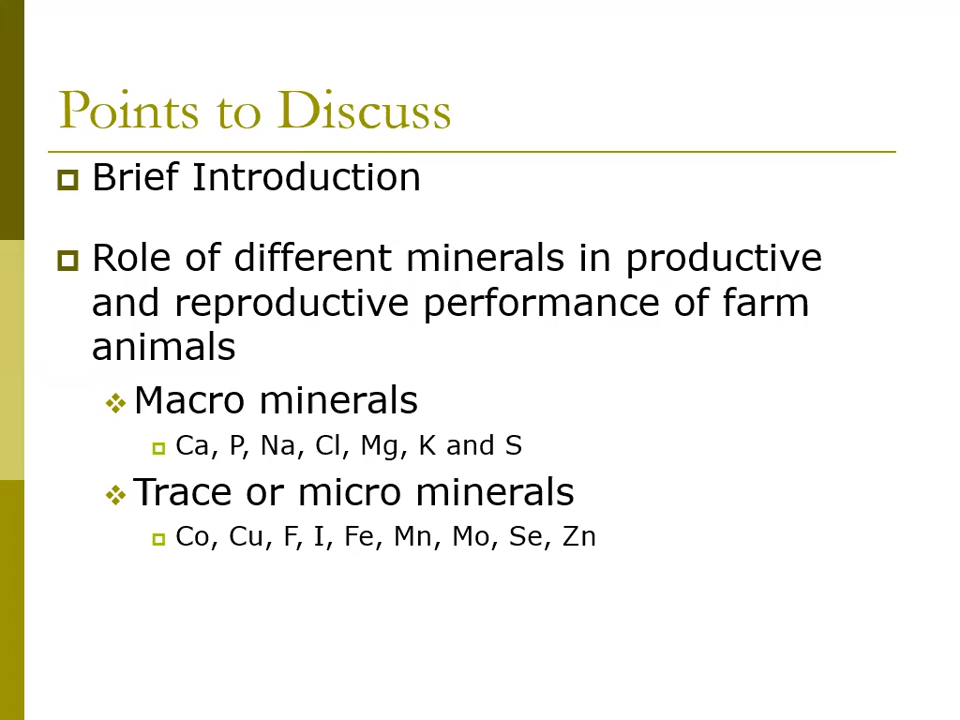 Points to Discuss
Brief Introduction
Role of different minerals in productive
and reproductive performance of farm
animals
Macro minerals
Ca, P, Na, Cl, Mg, K and S
Trace or micro minerals
Co, Cu, F, I, Fe, Mn, Mo, Se, Zn